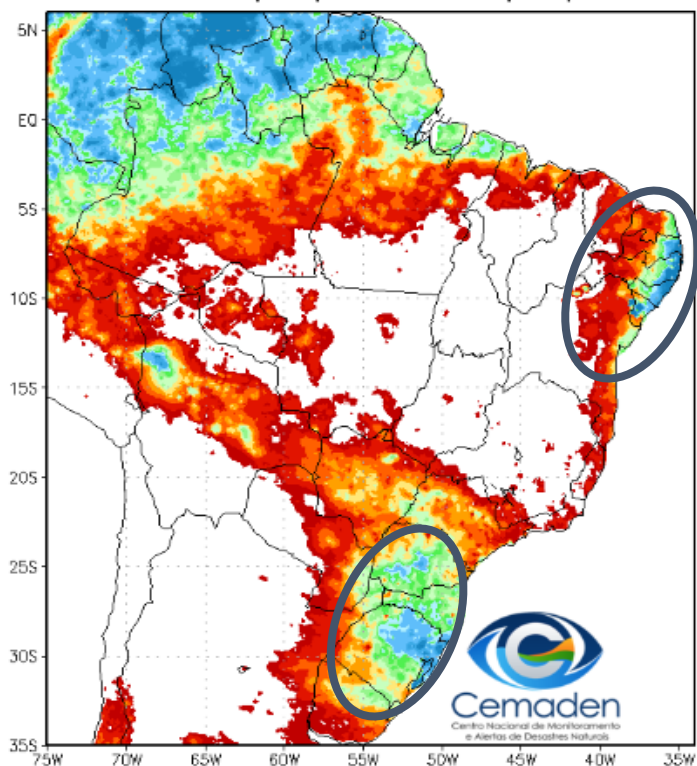 5N
EQ
5S
10S
15S
20S
25S
30S
35S
75W 70W 65W 60W 55W 50W 45W 40W 35W
Cemaden
Centro Nacional de Monitoramento
e Alertas de Desastres Naturais